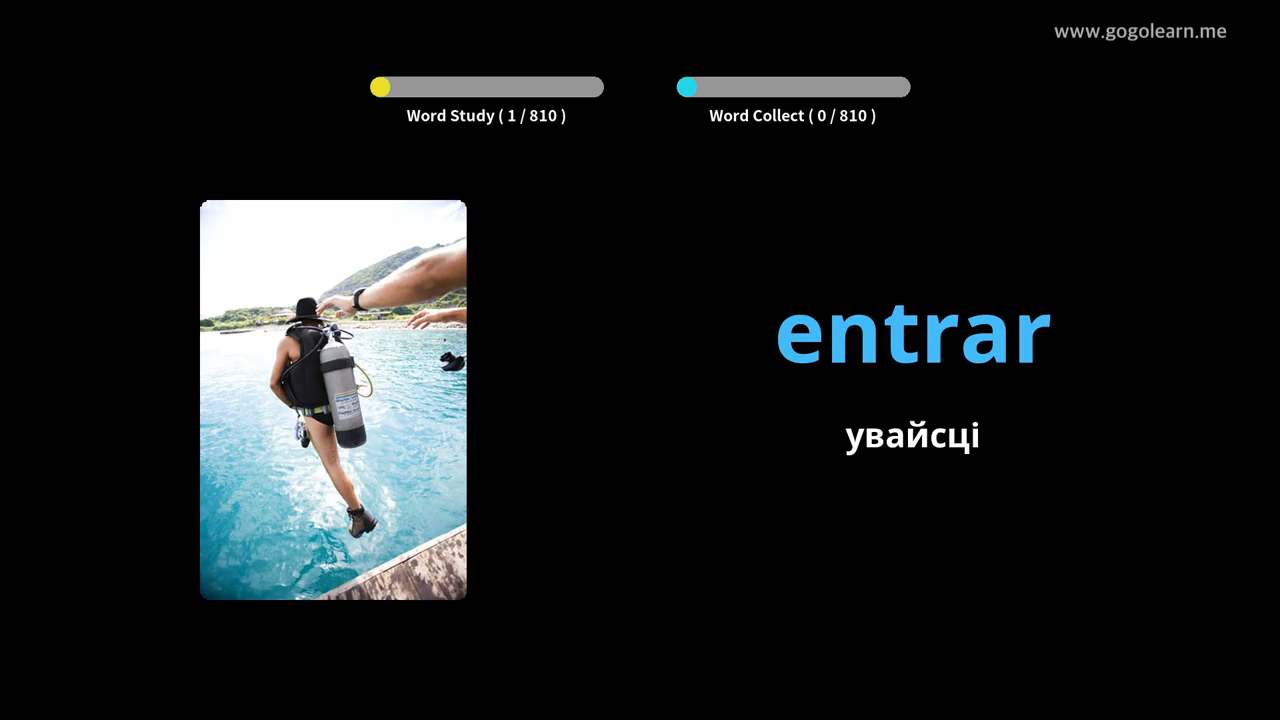 www.gogolearn.me
Word Study ( 1 / 810 )
Word Collect ( 0 / 810 )
entrar
увайсці